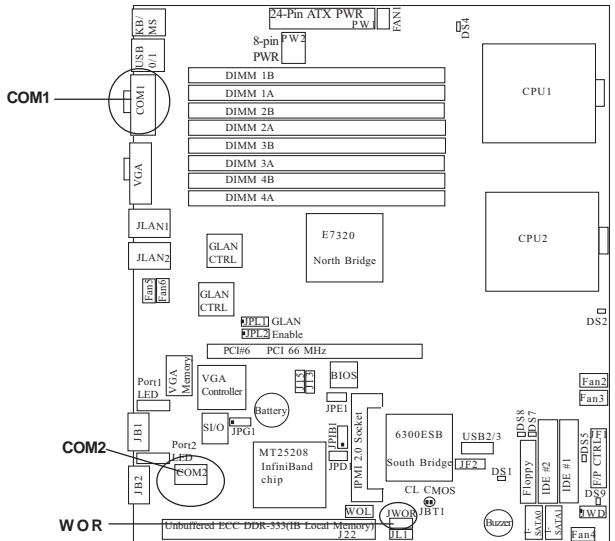 24-Pin ATX PWR
PW1
FAN1
KB/
MS
USB
0/1
8-pin
PWR
PW2
DS4
COM1
COM1
DIMM 1B
DIMM 1A
DIMM 2B
DIMM 2A
DIMM 3B
DIMM 3A
DIMM 4B
DIMM 4A
CPU1
VGA
JLAN1
JLAN2
GLAN
CTRL
E7320
North Bridge
CPU2
Fan5
Fan6
GLAN
CTRL
JPL1 GLAN
JPL2 Enable
DS2
PCI#6 PCI 66 MHz
VGA
Memory
VGA
Controller
BIOS
Fan2
Fan3
Port1
LED
JPE1
Battery
JB1
SI/O
JPG1
JPIB1
JPD1
IPMI 2.0 Socket
6300ESB
South Bridge
USB2/3
JF2
DS8
DS7
JF1
F/P CTRL
DS5
COM2
Port2
LED
COM2
MT25208
InfiniBand
chip
DS1
Floppy
IDE #2
IDE #1
DS9
JB2
CL CMOS
JBT1
WOL
JWOR
JWD
WOR
Unbuffered ECC DDR-333(IB Local Memory)
J22
JL1
Buzzer
I-
SATA0
I-
SATA1
Fan4